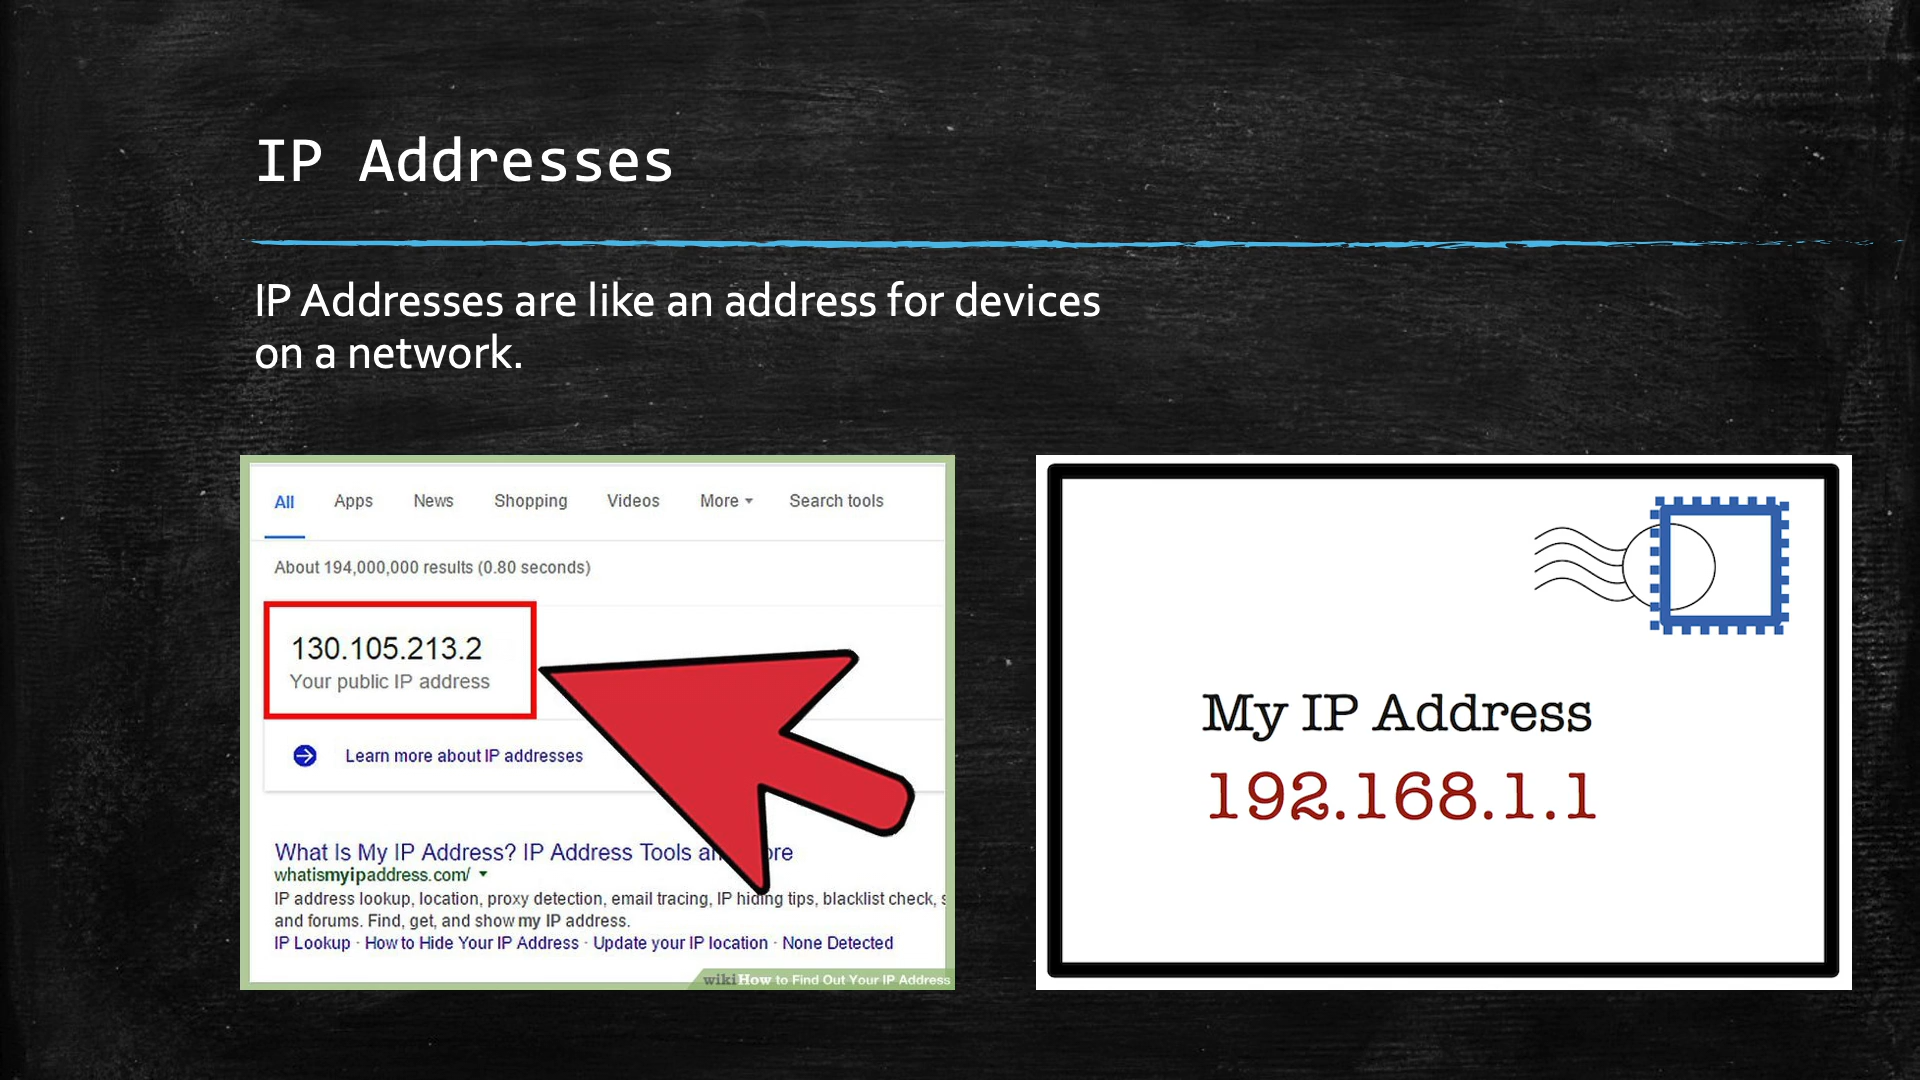 IP Addresses
IP Addresses are like an address for devices
on a network.
All Apps News Shopping Videos More Search tools
About 194,000,000 results (0.80 seconds)
130.105.213.2
Your public IP address
Learn more about IP addresses
What Is My IP Address? IP Address Tools
whatismyipaddress.com/
IP address lookup, location, proxy detection, email tracing, IP hiding tips, blacklist check,
and forums. Find, get, and show my IP address.
IP Lookup · How to Hide Your IP Address · Update your IP location · None Detected
wikiHow to Find Out Your IP Address
My IP Address
192.168.1.1